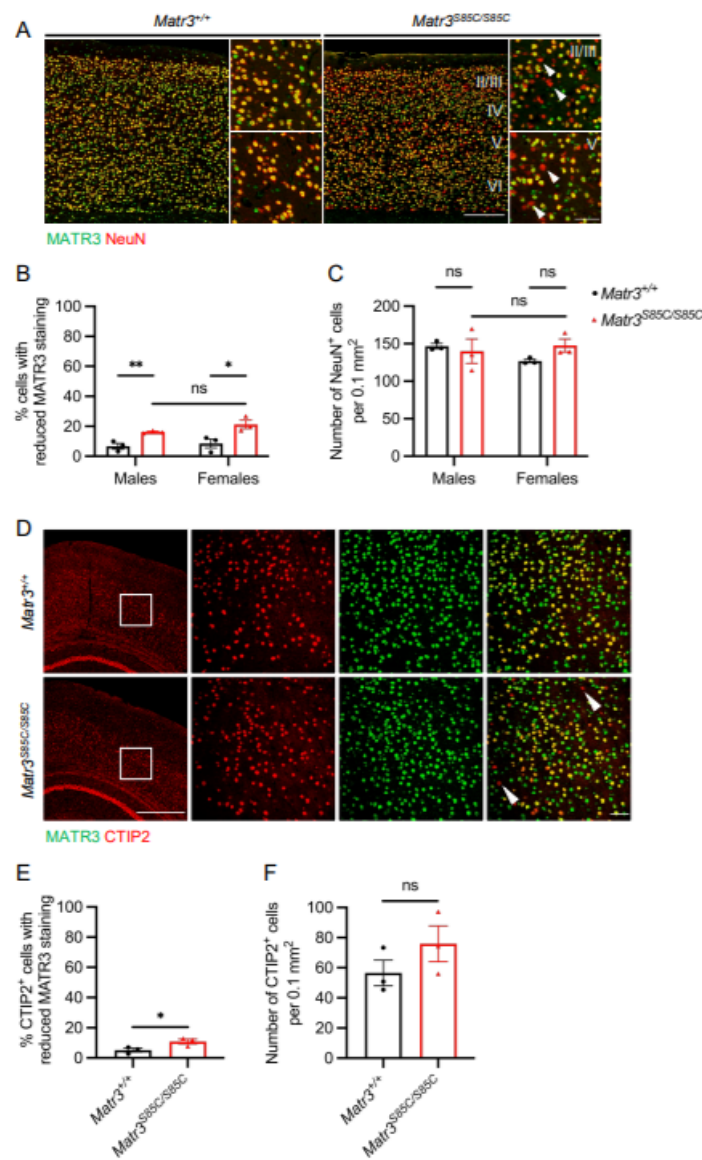 A
Matr3+/+
Matr3S85C/S85C
II/III
IV
V
VI
II/III
V
MATR3 NeuN
B
% cells with
reduced MATR3 staining
100
80
60
40
20
0
**
*
ns
Males
Females
C
Number of NeuN+ cells
per 0.1 mm2
200
150
100
50
0
ns
ns
ns
Males
Females
Matr3+/+
Matr3S85C/S85C
D
Matr3+/+
Matr3S85C/S85C
MATR3 CTIP2
E
% CTIP2+ cells with
reduced MATR3 staining
100
80
60
40
20
0
*
Matr3+/+
Matr3S85C/S85C
F
Number of CTIP2+ cells
per 0.1 mm2
100
80
60
40
20
0
ns
Matr3+/+
Matr3S85C/S85C